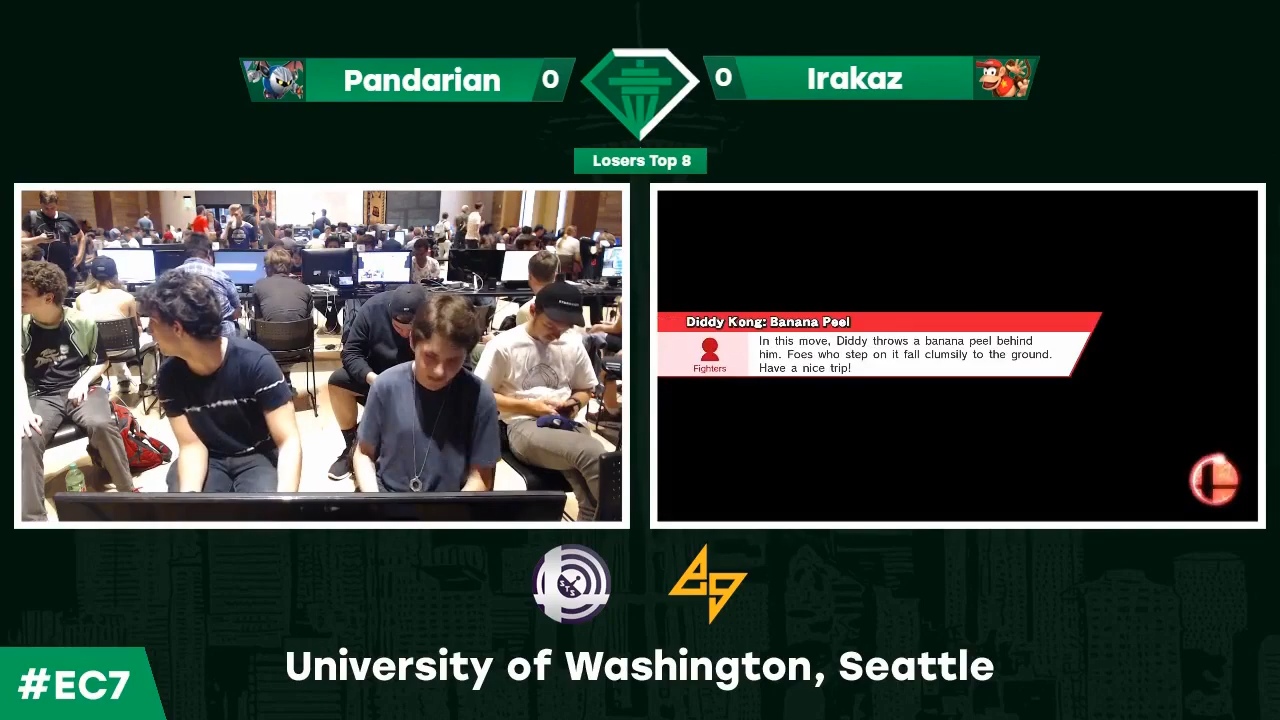 Pandarian 0
0 Irakaz
Losers Top 8
Diddy Kong: Banana Peel
In this move, Diddy throws a banana peel behind
him. Foes who step on it fall clumsily to the ground.
Have a nice trip!
Fighters
STS
University of Washington, Seattle
#EC7